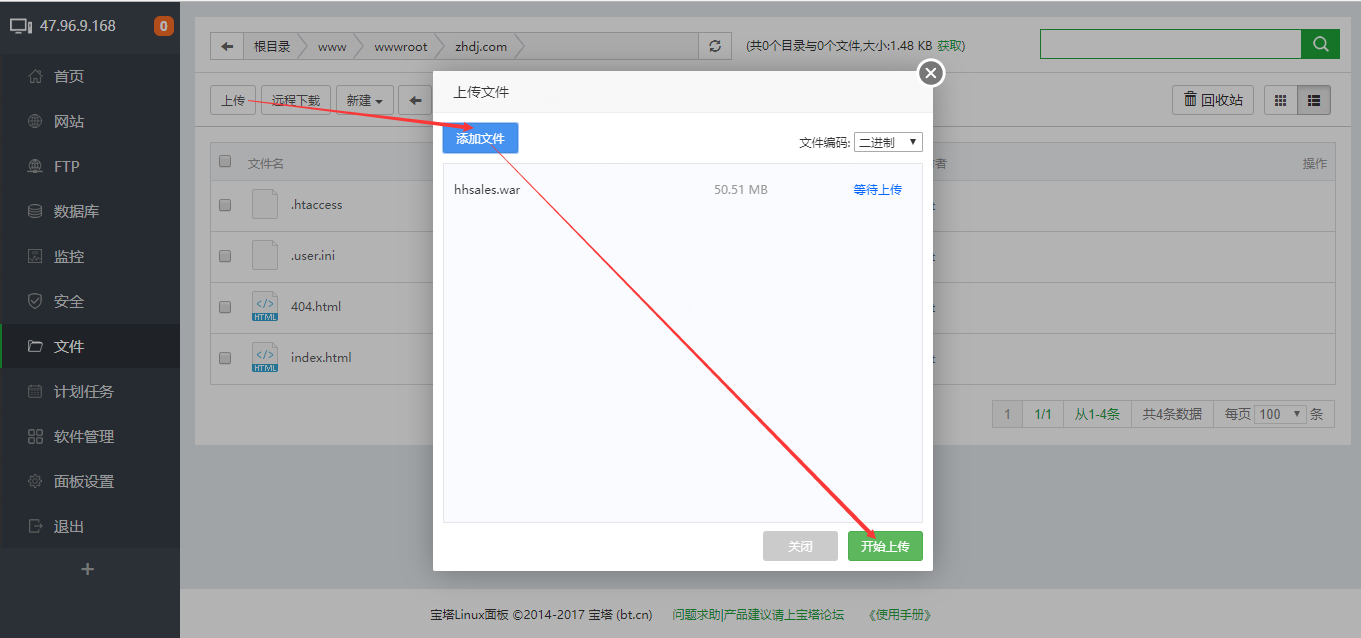 47.96.9.168
0
首页
网站
FTP
数据库
监控
安全
文件
计划任务
软件管理
面板设置
退出
根目录 www wwwroot zhdj.com
(共0个目录与0个文件,大小:1.48 KB 获取)
上传 远程下载 新建
回收站
文件名
者
操作
.htaccess
.user.ini
404.html
index.html
上传文件
添加文件
文件编码: 二进制
hhsales.war 50.51 MB 等待上传
关闭 开始上传
1 1/1 从1-4条 共4条数据 每页 100 条
宝塔Linux面板 ©2014-2017 宝塔 (bt.cn) 问题求助|产品建议请上宝塔论坛 《使用手册》